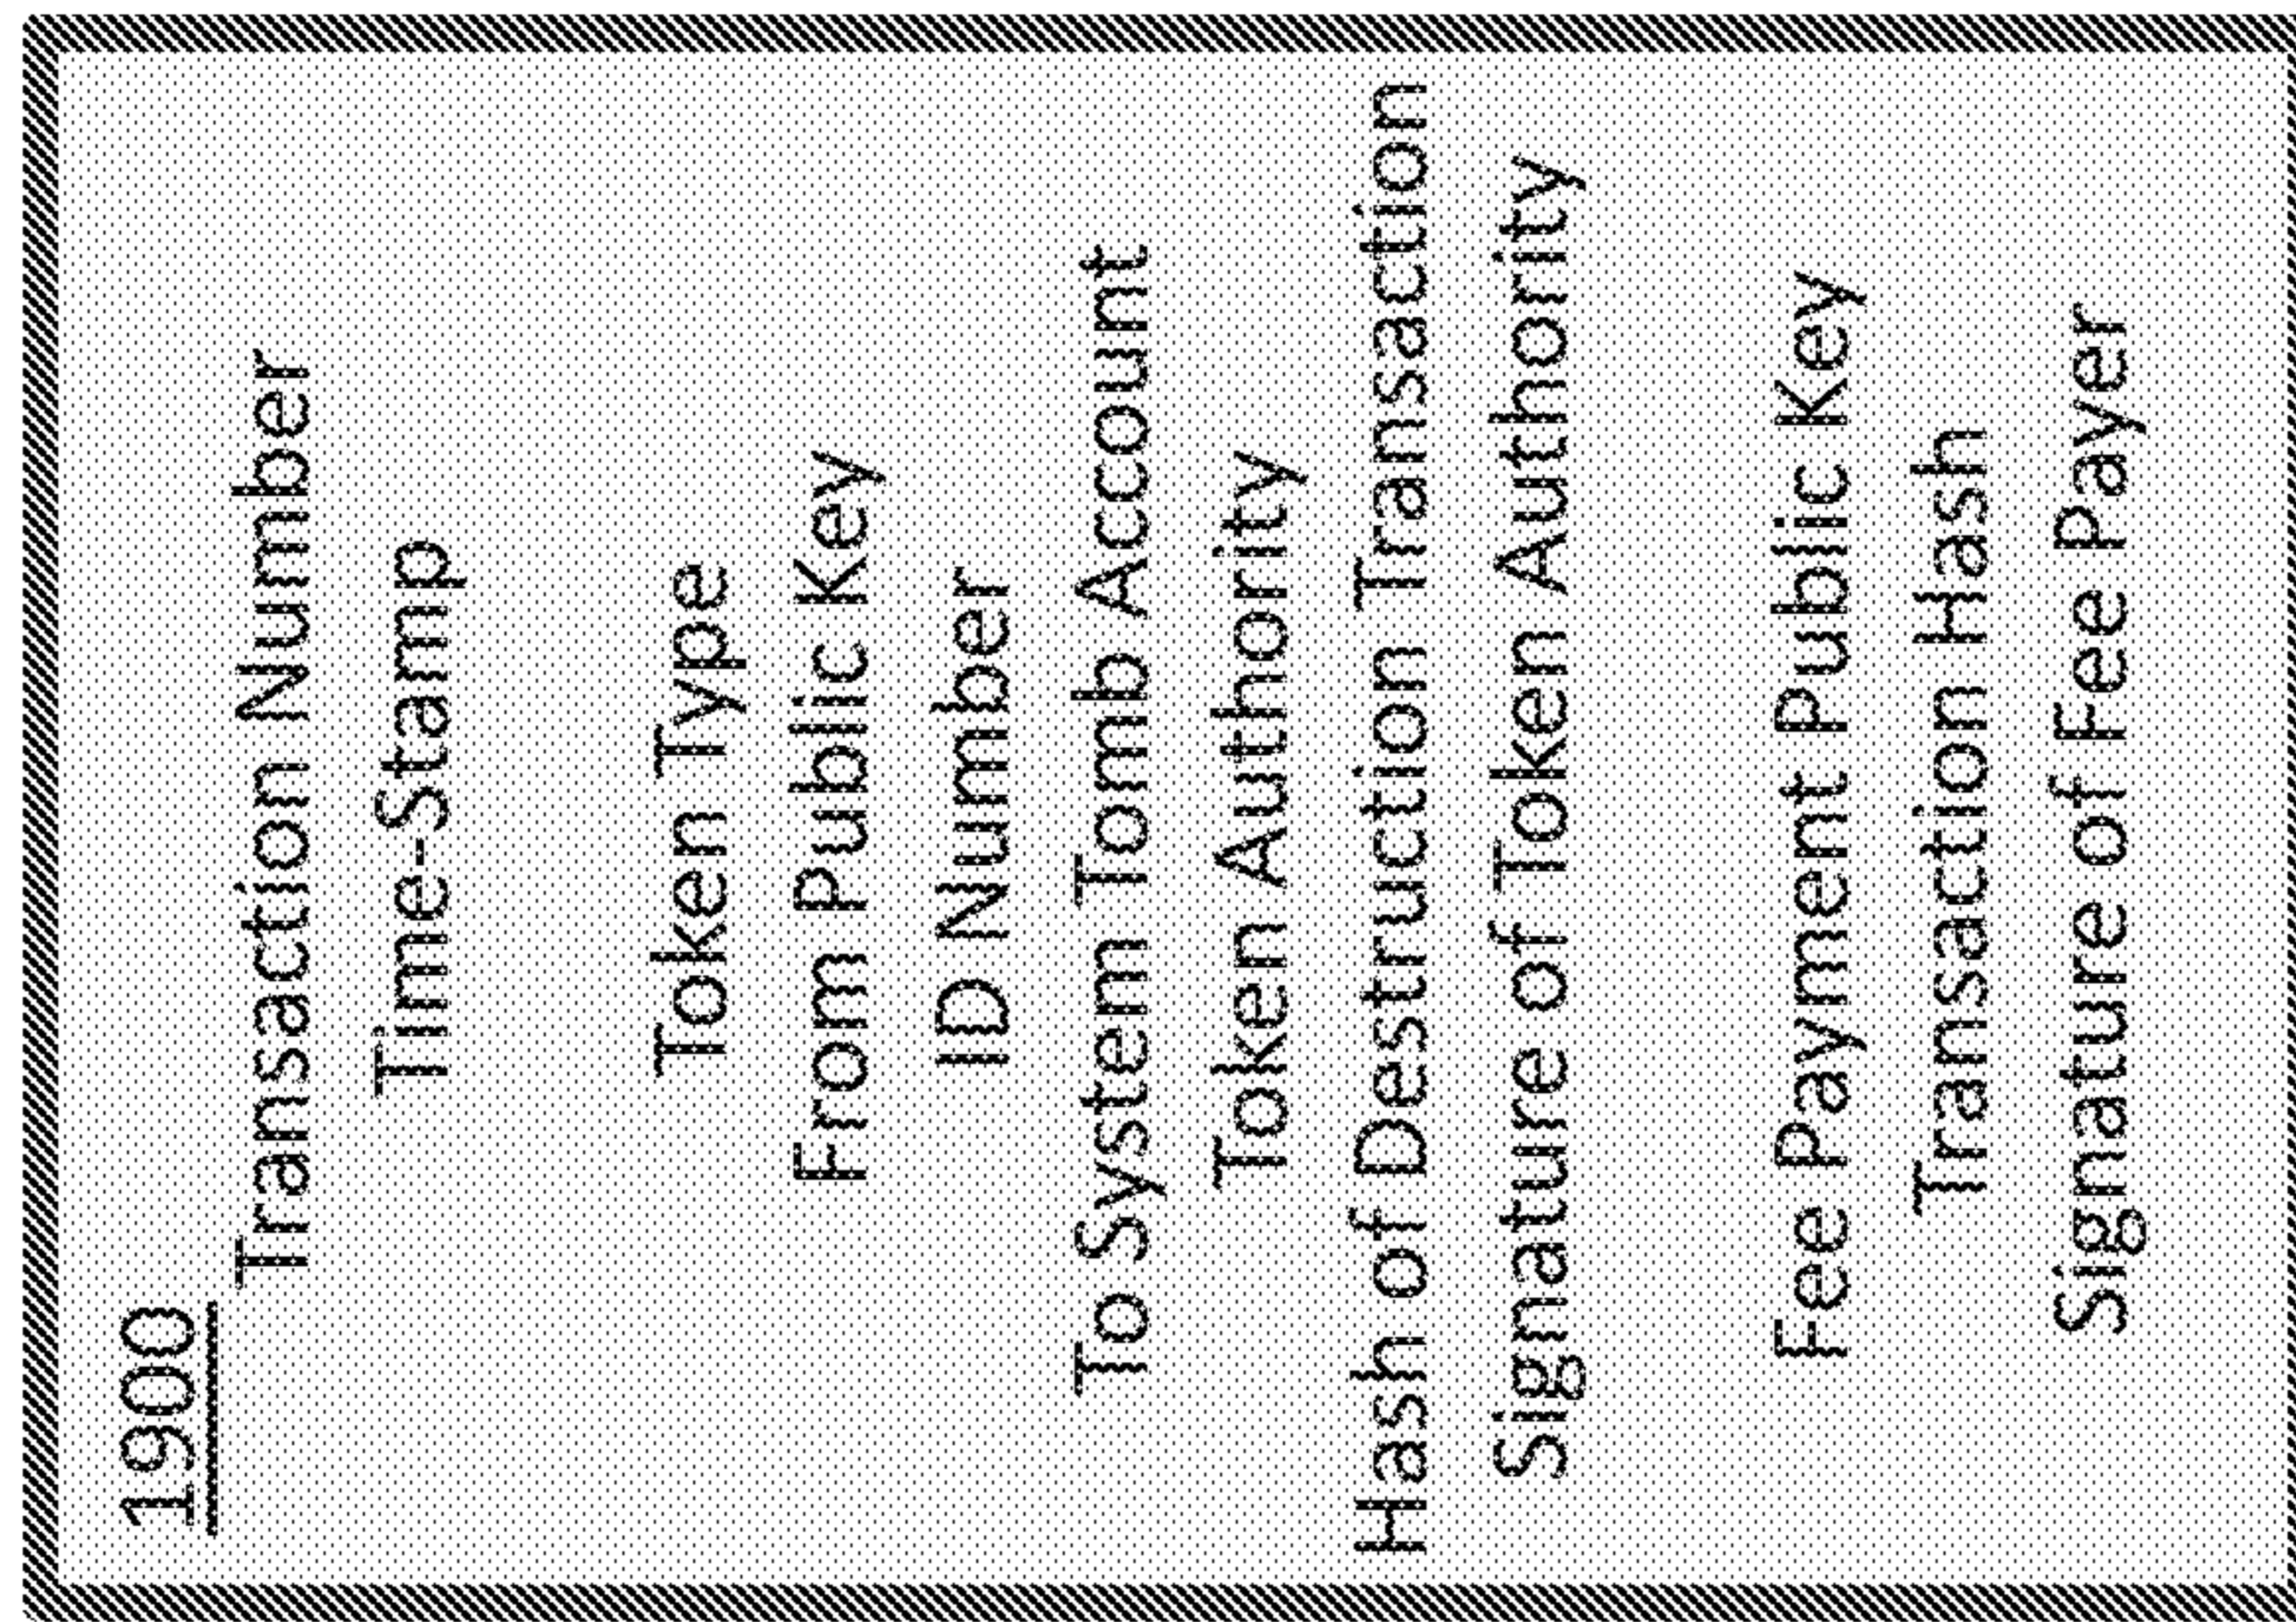 1900
Transaction Number
Time-Stamp
Token Type
From Public Key
ID Number
To System Tomb Account
Token Authority
Hash of Destruction Transaction
Signature of Token Authority
Fee Payment Public Key
Transaction Hash
Signature of Fee Payer